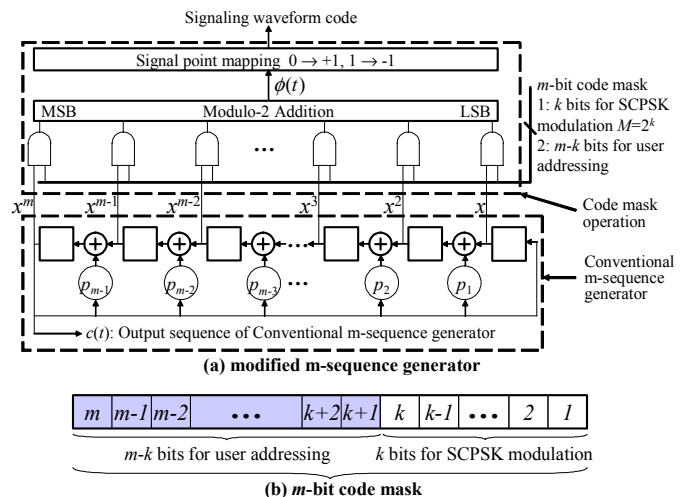 Signaling waveform code
Signal point mapping 0 → +1, 1 → -1
ϕ(t)
MSB Modulo-2 Addition LSB
...
m-bit code mask
1: k bits for SCPSK
modulation M=2^k
2: m-k bits for user
addressing
x^m x^{m-1} x^{m-2} x^3 x^2 x
Code mask
operation
+ + + ... + +
Conventional
m-sequence
generator
p_{m-1} p_{m-2} p_{m-3} ... p_2 p_1
c(t): Output sequence of Conventional m-sequence generator
(a) modified m-sequence generator
m m-1 m-2 ... k+2 k+1 k k-1 ... 2 1
m-k bits for user addressing k bits for SCPSK modulation
(b) m-bit code mask